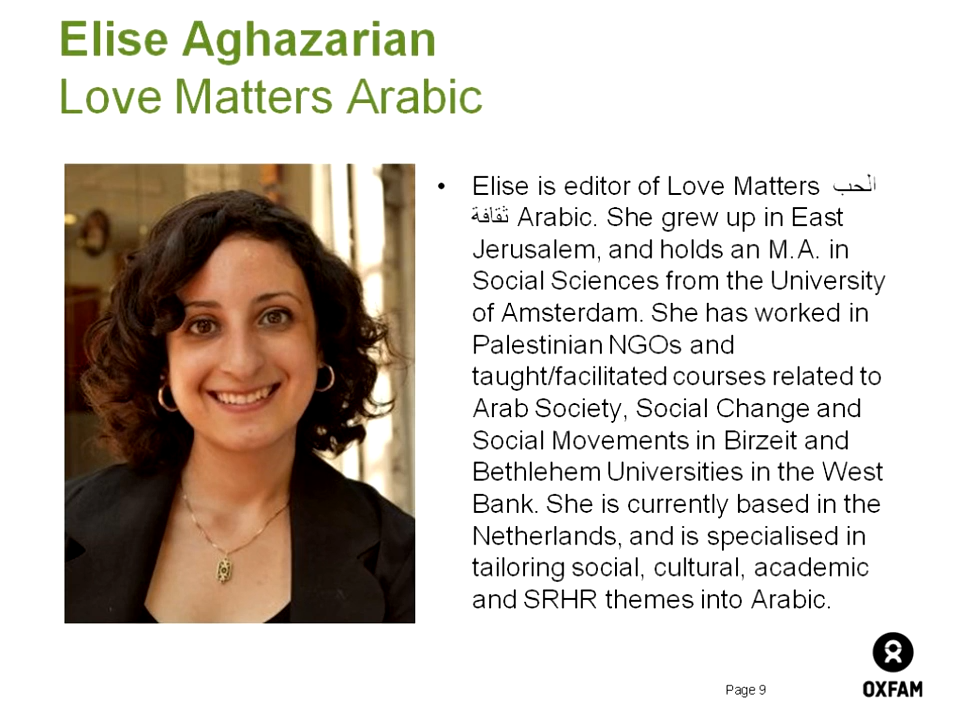 Elise Aghazarian
Love Matters Arabic
• Elise is editor of Love Matters الحب
ثقافة Arabic. She grew up in East
Jerusalem, and holds an M.A. in
Social Sciences from the University
of Amsterdam. She has worked in
Palestinian NGOs and
taught/facilitated courses related to
Arab Society, Social Change and
Social Movements in Birzeit and
Bethlehem Universities in the West
Bank. She is currently based in the
Netherlands, and is specialised in
tailoring social, cultural, academic
and SRHR themes into Arabic.
Page 9
OXFAM